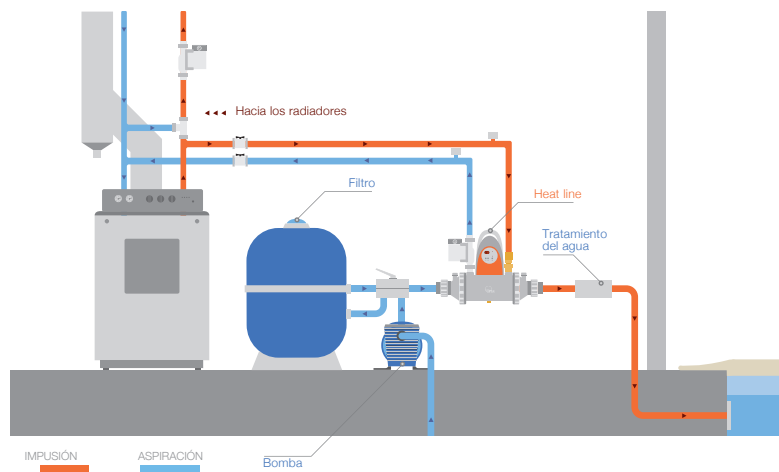 Hacia los radiadores
Filtro
Heat line
Tratamiento
del agua
Bomba
IMPUSIÓN
ASPIRACIÓN